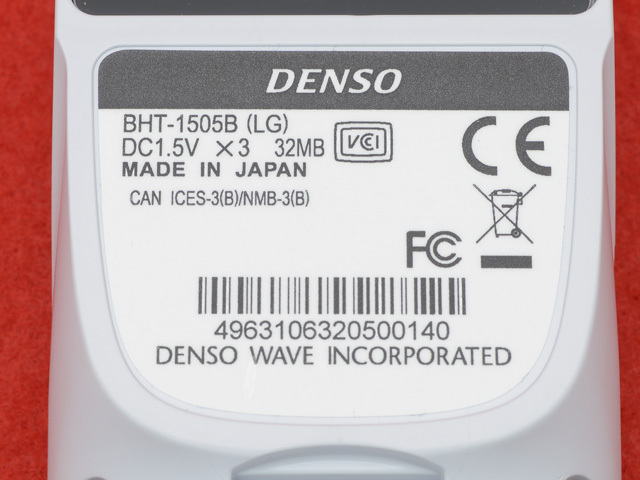 DENSO
BHT-1505B (LG)
DC1.5V ×3 32MB
VCCI
MADE IN JAPAN
CAN ICES-3(B)/NMB-3(B)
CE
FC
4963106320500140
DENSO WAVE INCORPORATED